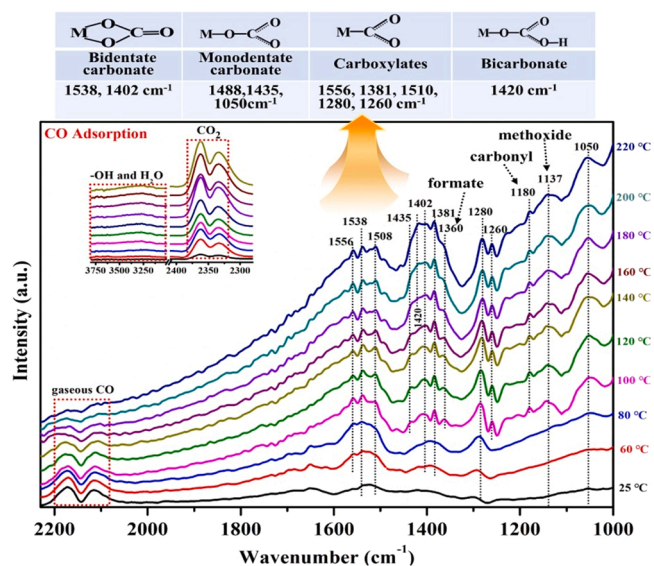 M O O C=O
M-O-C O O
M-C O O
M-O-C O O-H
Bidentate carbonate
Monodentate carbonate
Carboxylates
Bicarbonate
1538, 1402 cm⁻¹
1488,1435, 1050cm⁻¹
1556, 1381, 1510, 1280, 1260 cm⁻¹
1420 cm⁻¹
CO Adsorption
CO₂
-OH and H₂O
3750 3500 3250 2400 2360 2320 2280
methoxide
carbonyl
formate
1050
1137
1180
1280
1260
1402
1381
1435
1360
1420
1538
1508
1556
220 °C
200 °C
180 °C
160 °C
140 °C
120 °C
100 °C
80 °C
60 °C
25 °C
gaseous CO
Intensity (a.u.)
2200 2000 1800 1600 1400 1200 1000
Wavenumber (cm⁻¹)